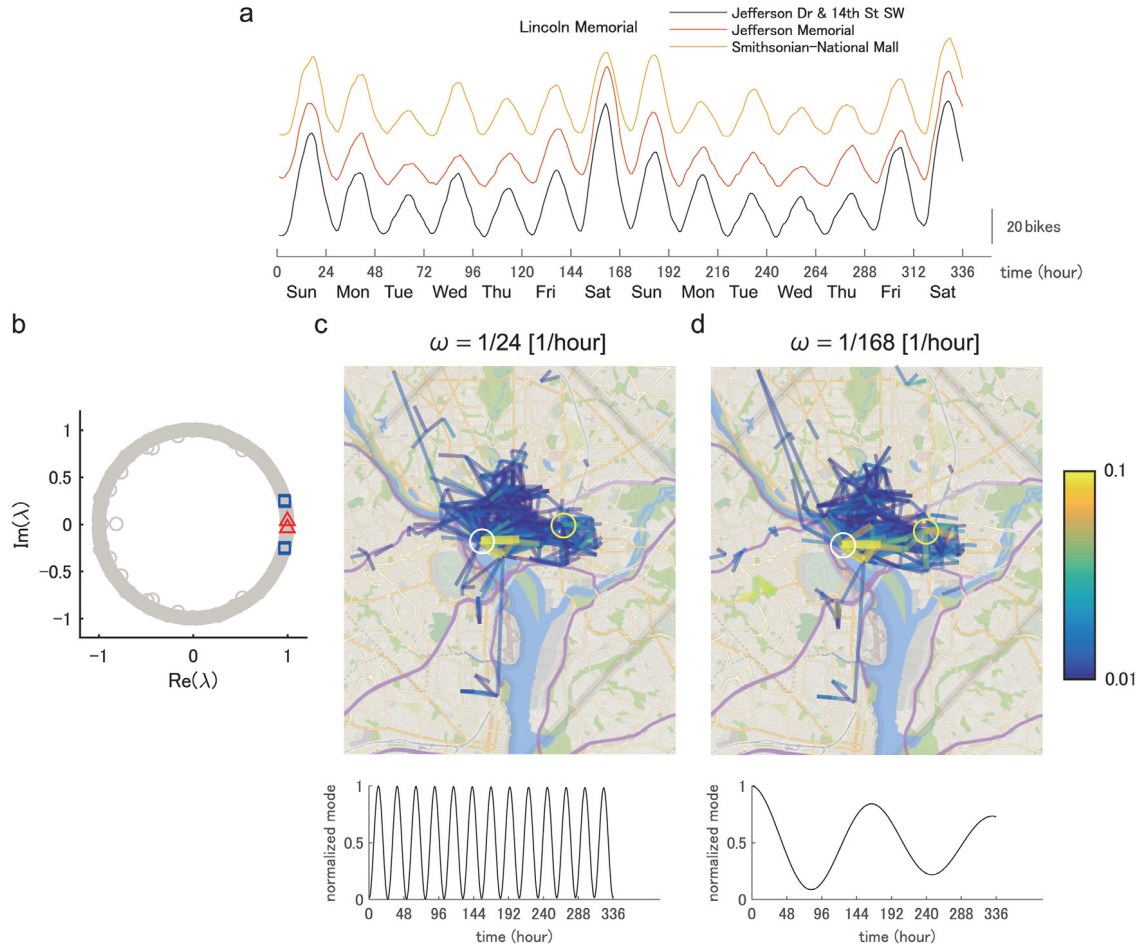 a
Lincoln Memorial
Jefferson Dr & 14th St SW
Jefferson Memorial
Smithsonian-National Mall
20 bikes
0 24 48 72 96 120 144 168 192 216 240 264 288 312 336 time (hour)
Sun Mon Tue Wed Thu Fri Sat Sun Mon Tue Wed Thu Fri Sat
b
Im(λ)
1
0.5
0
−0.5
−1
−1 0 1
Re(λ)
c
ω = 1/24 [1/hour]
normalized mode
1
0.5
0
0 48 96 144 192 240 288 336
time (hour)
d
ω = 1/168 [1/hour]
0.1
0.01
normalized mode
1
0.5
0
0 48 96 144 192 240 288 336
time (hour)